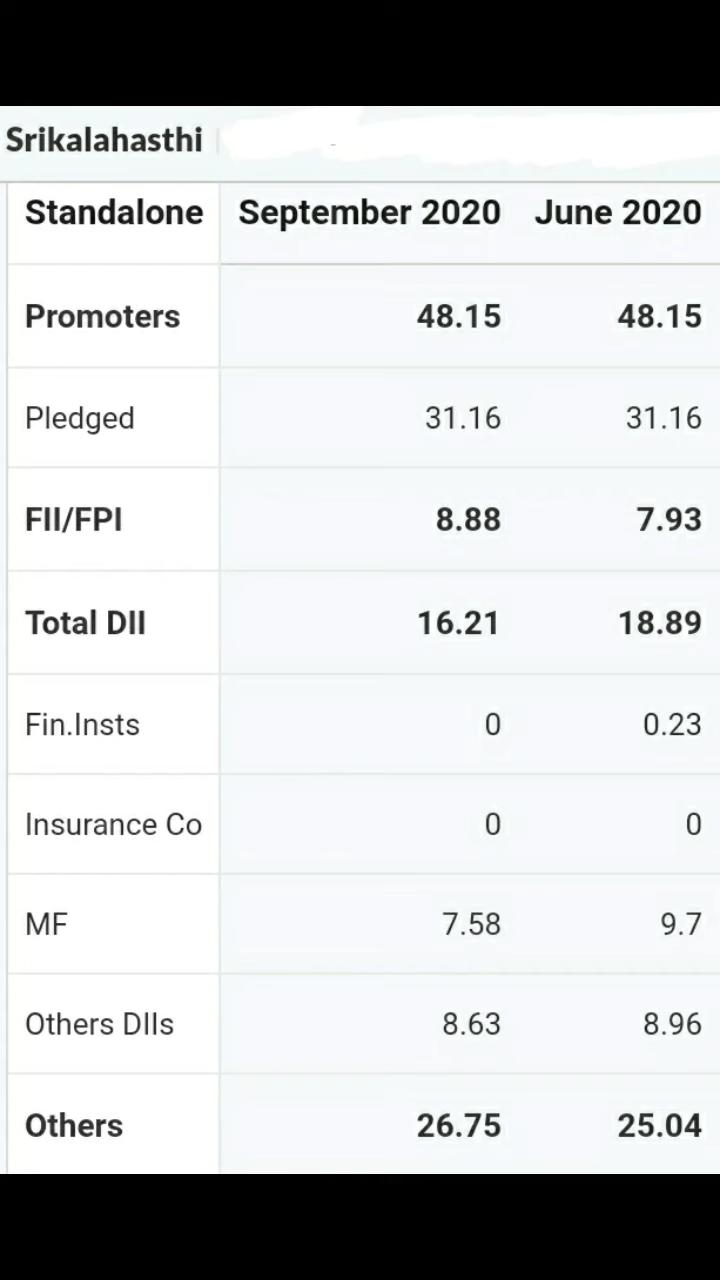 Srikalahasthi
Standalone September 2020 June 2020
Promoters 48.15 48.15
Pledged 31.16 31.16
FII/FPI 8.88 7.93
Total DII 16.21 18.89
Fin.Insts 0 0.23
Insurance Co 0 0
MF 7.58 9.7
Others DIIs 8.63 8.96
Others 26.75 25.04